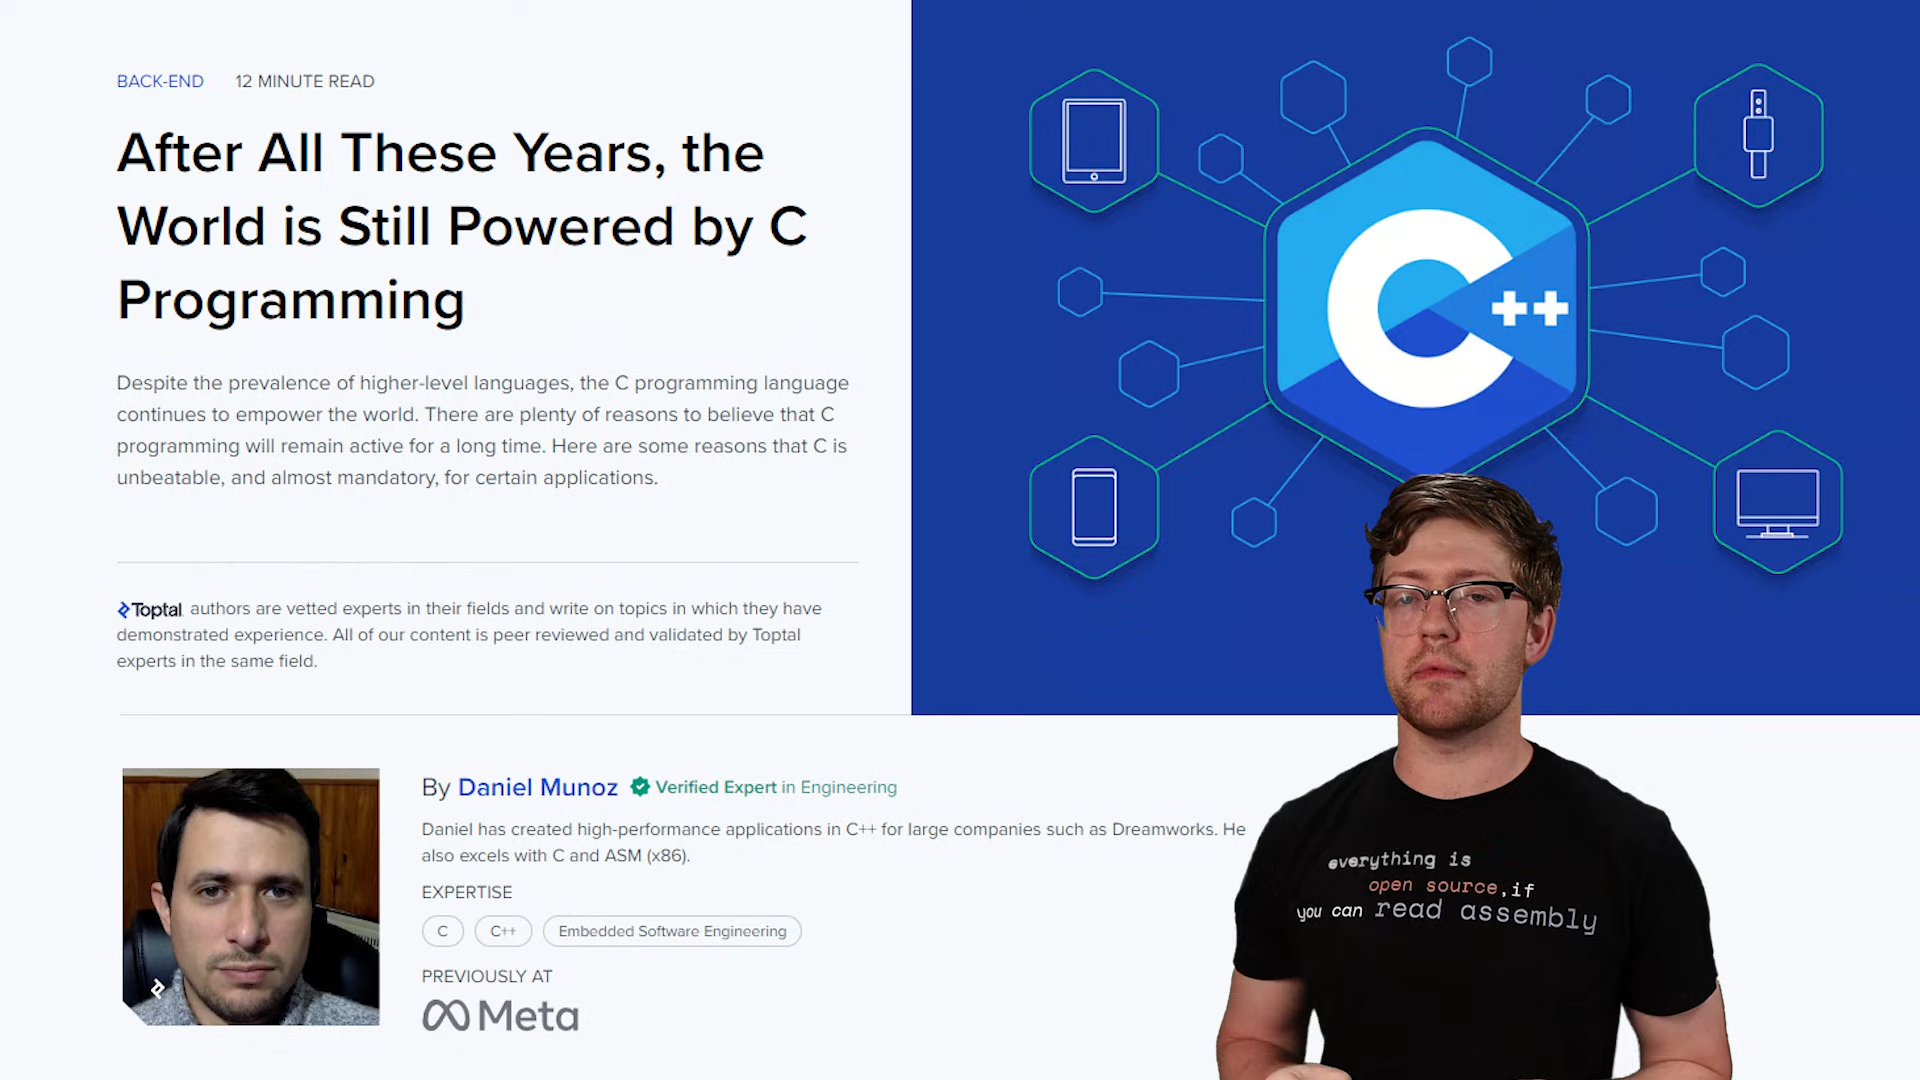 BACK-END 12 MINUTE READ
After All These Years, the
World is Still Powered by C
Programming
Despite the prevalence of higher-level languages, the C programming language
continues to empower the world. There are plenty of reasons to believe that C
programming will remain active for a long time. Here are some reasons that C is
unbeatable, and almost mandatory, for certain applications.
Toptal authors are vetted experts in their fields and write on topics in which they have
demonstrated experience. All of our content is peer reviewed and validated by Toptal
experts in the same field.
C++
By Daniel Munoz Verified Expert in Engineering
Daniel has created high-performance applications in C++ for large companies such as Dreamworks. He
also excels with C and ASM (x86).
EXPERTISE
C C++ Embedded Software Engineering
PREVIOUSLY AT
Meta
everything is
open source,if
you can read assembly